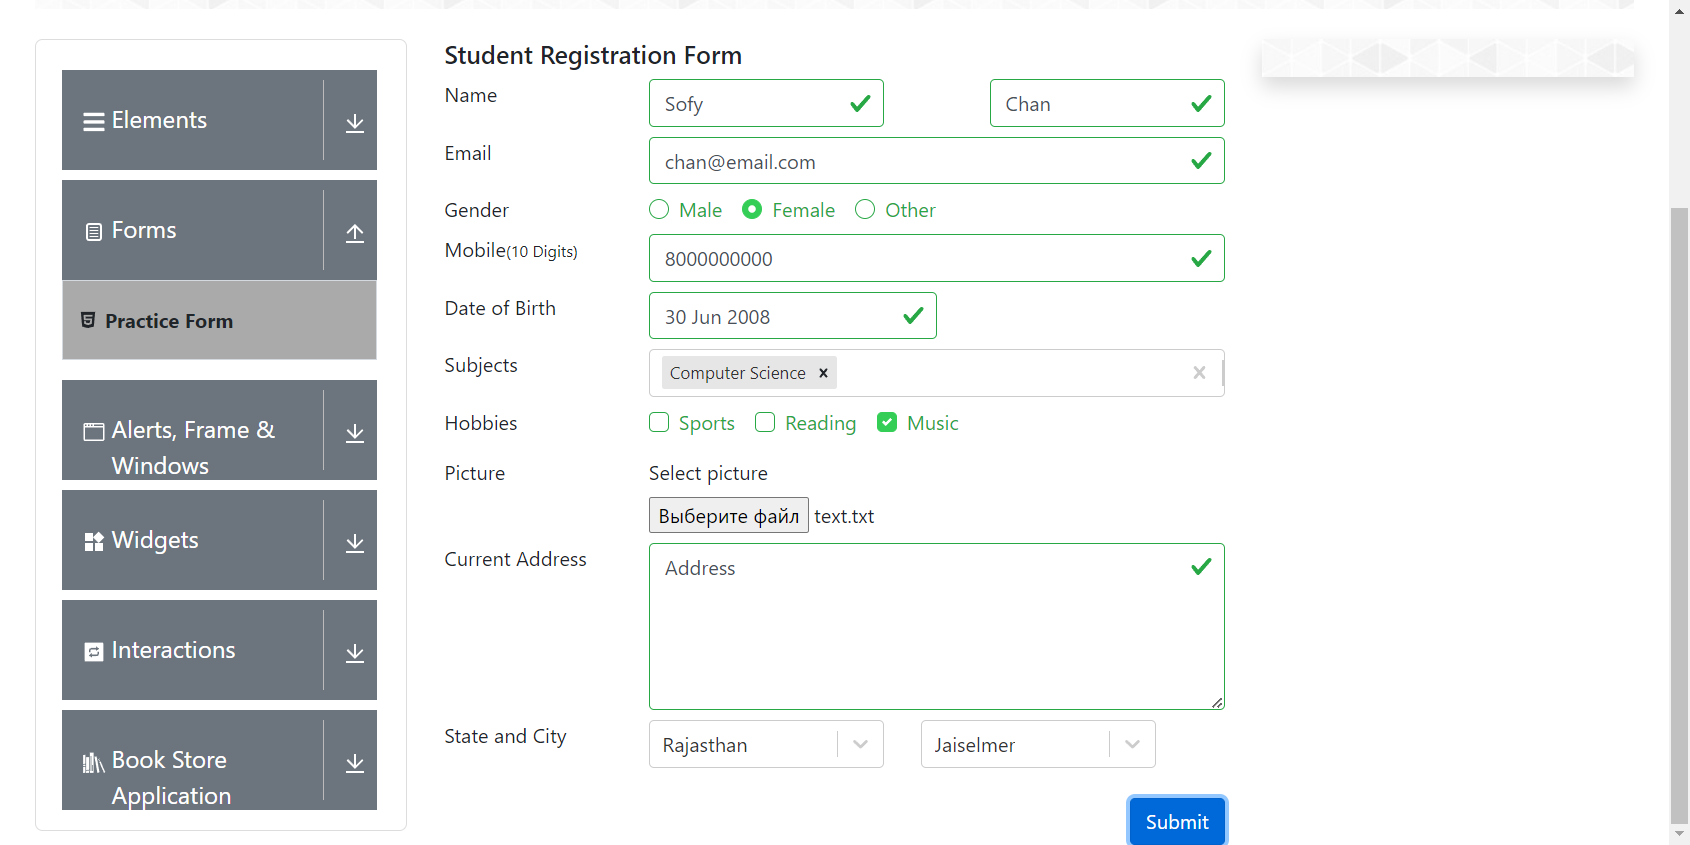 Elements
Forms
Practice Form
Alerts, Frame &
Windows
Widgets
Interactions
Book Store
Application
Student Registration Form
Name
Sofy
Chan
Email
chan@email.com
Gender
Male
Female
Other
Mobile(10 Digits)
8000000000
Date of Birth
30 Jun 2008
Subjects
Computer Science
Hobbies
Sports
Reading
Music
Picture
Select picture
Выберите файл text.txt
Current Address
Address
State and City
Rajasthan
Jaiselmer
Submit